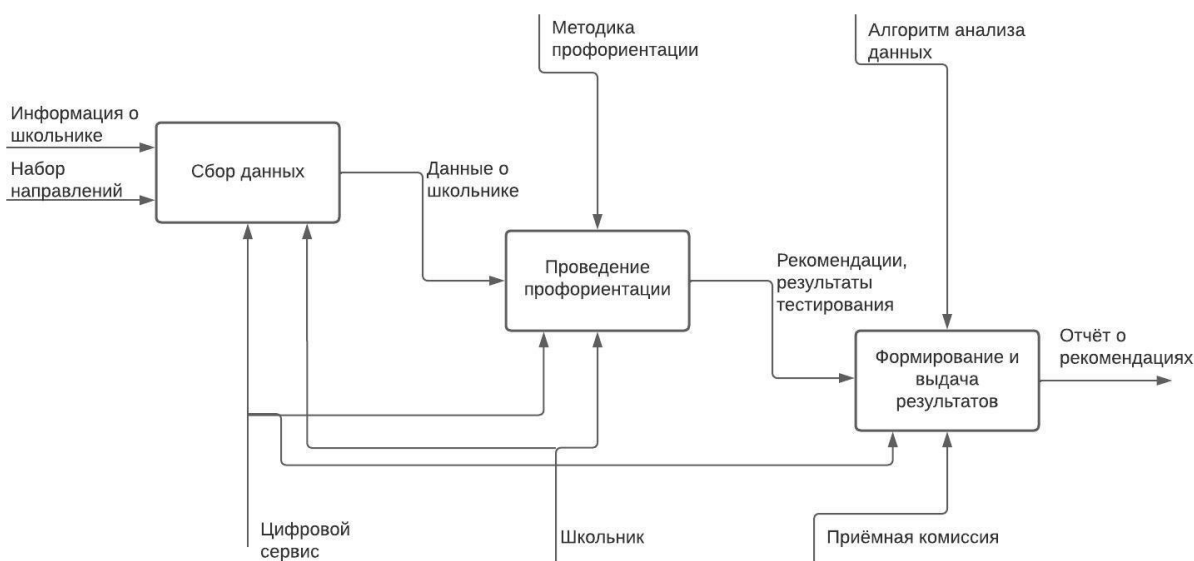 Методика
профориентации
Алгоритм анализа
данных
Информация о
школьнике
Набор
направлений
Сбор данных
Данные о
школьнике
Проведение
профориентации
Рекомендации,
результаты
тестирования
Формирование и
выдача
результатов
Отчёт о
рекомендациях
Цифровой
сервис
Школьник
Приёмная комиссия